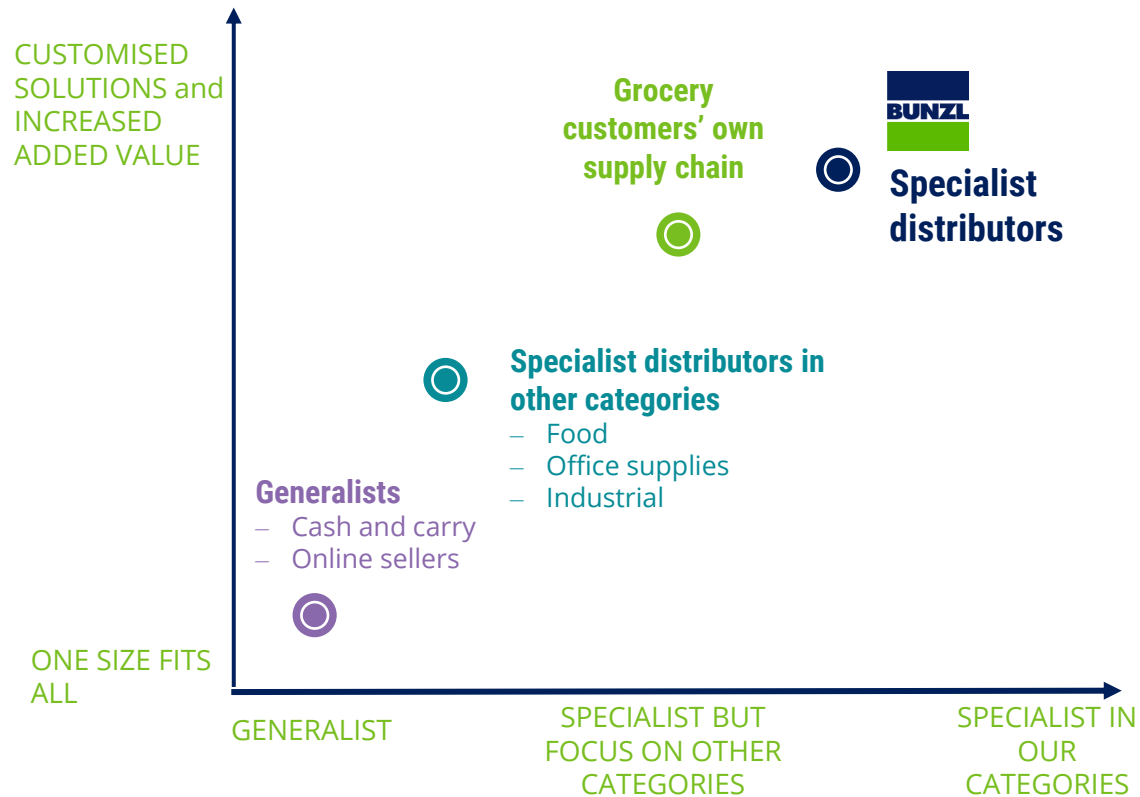 CUSTOMISED
SOLUTIONS and
INCREASED
ADDED VALUE
Grocery
customers’ own
supply chain
BUNZL
Specialist
distributors
Specialist distributors in
other categories
– Food
– Office supplies
– Industrial
Generalists
– Cash and carry
– Online sellers
ONE SIZE FITS
ALL
GENERALIST
SPECIALIST BUT
FOCUS ON OTHER
CATEGORIES
SPECIALIST IN
OUR
CATEGORIES